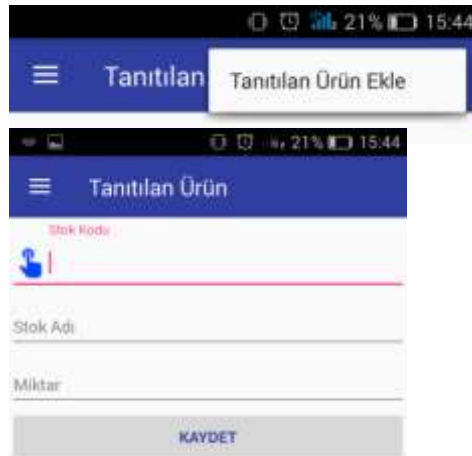 21% 15:44
Tanıtılan
Tanıtılan Ürün Ekle
21% 15:44
Tanıtılan Ürün
Stok Kodu
Stok Adı
Miktar
KAYDET